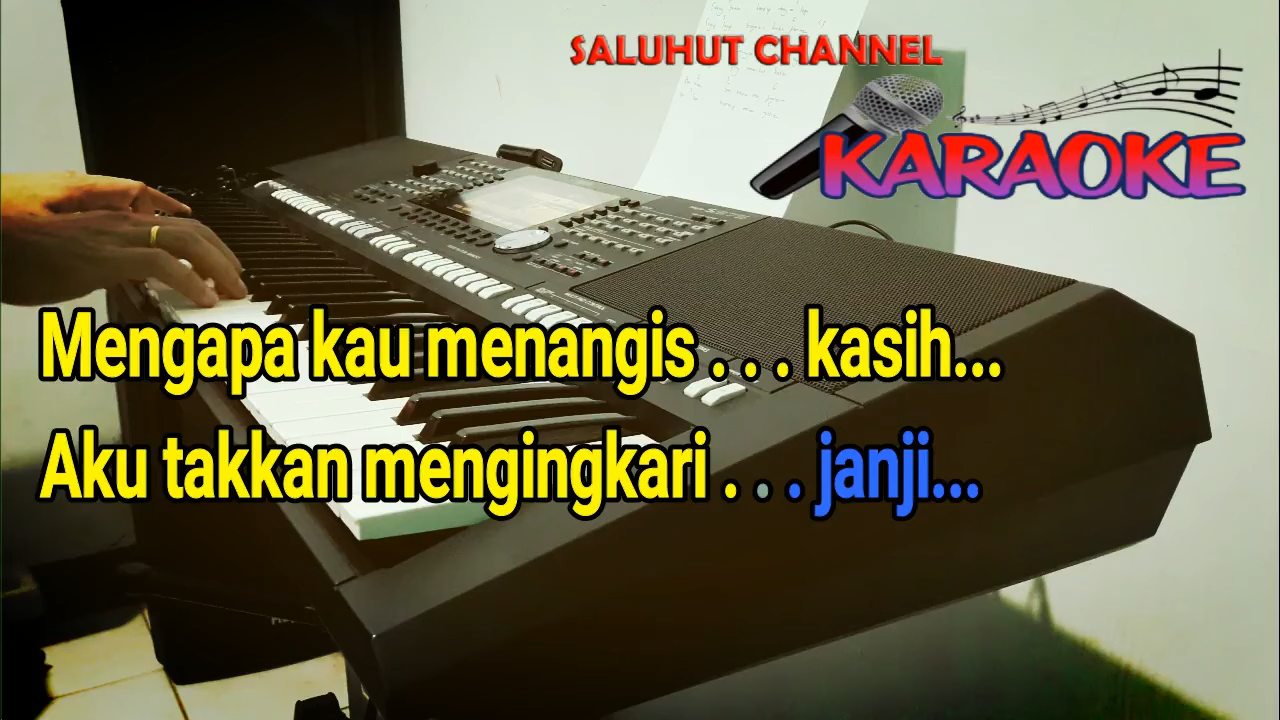 SALUHUT CHANNEL
KARAOKE
Mengapa kau menangis . . . kasih...
Aku takkan mengingkari . . . janji...